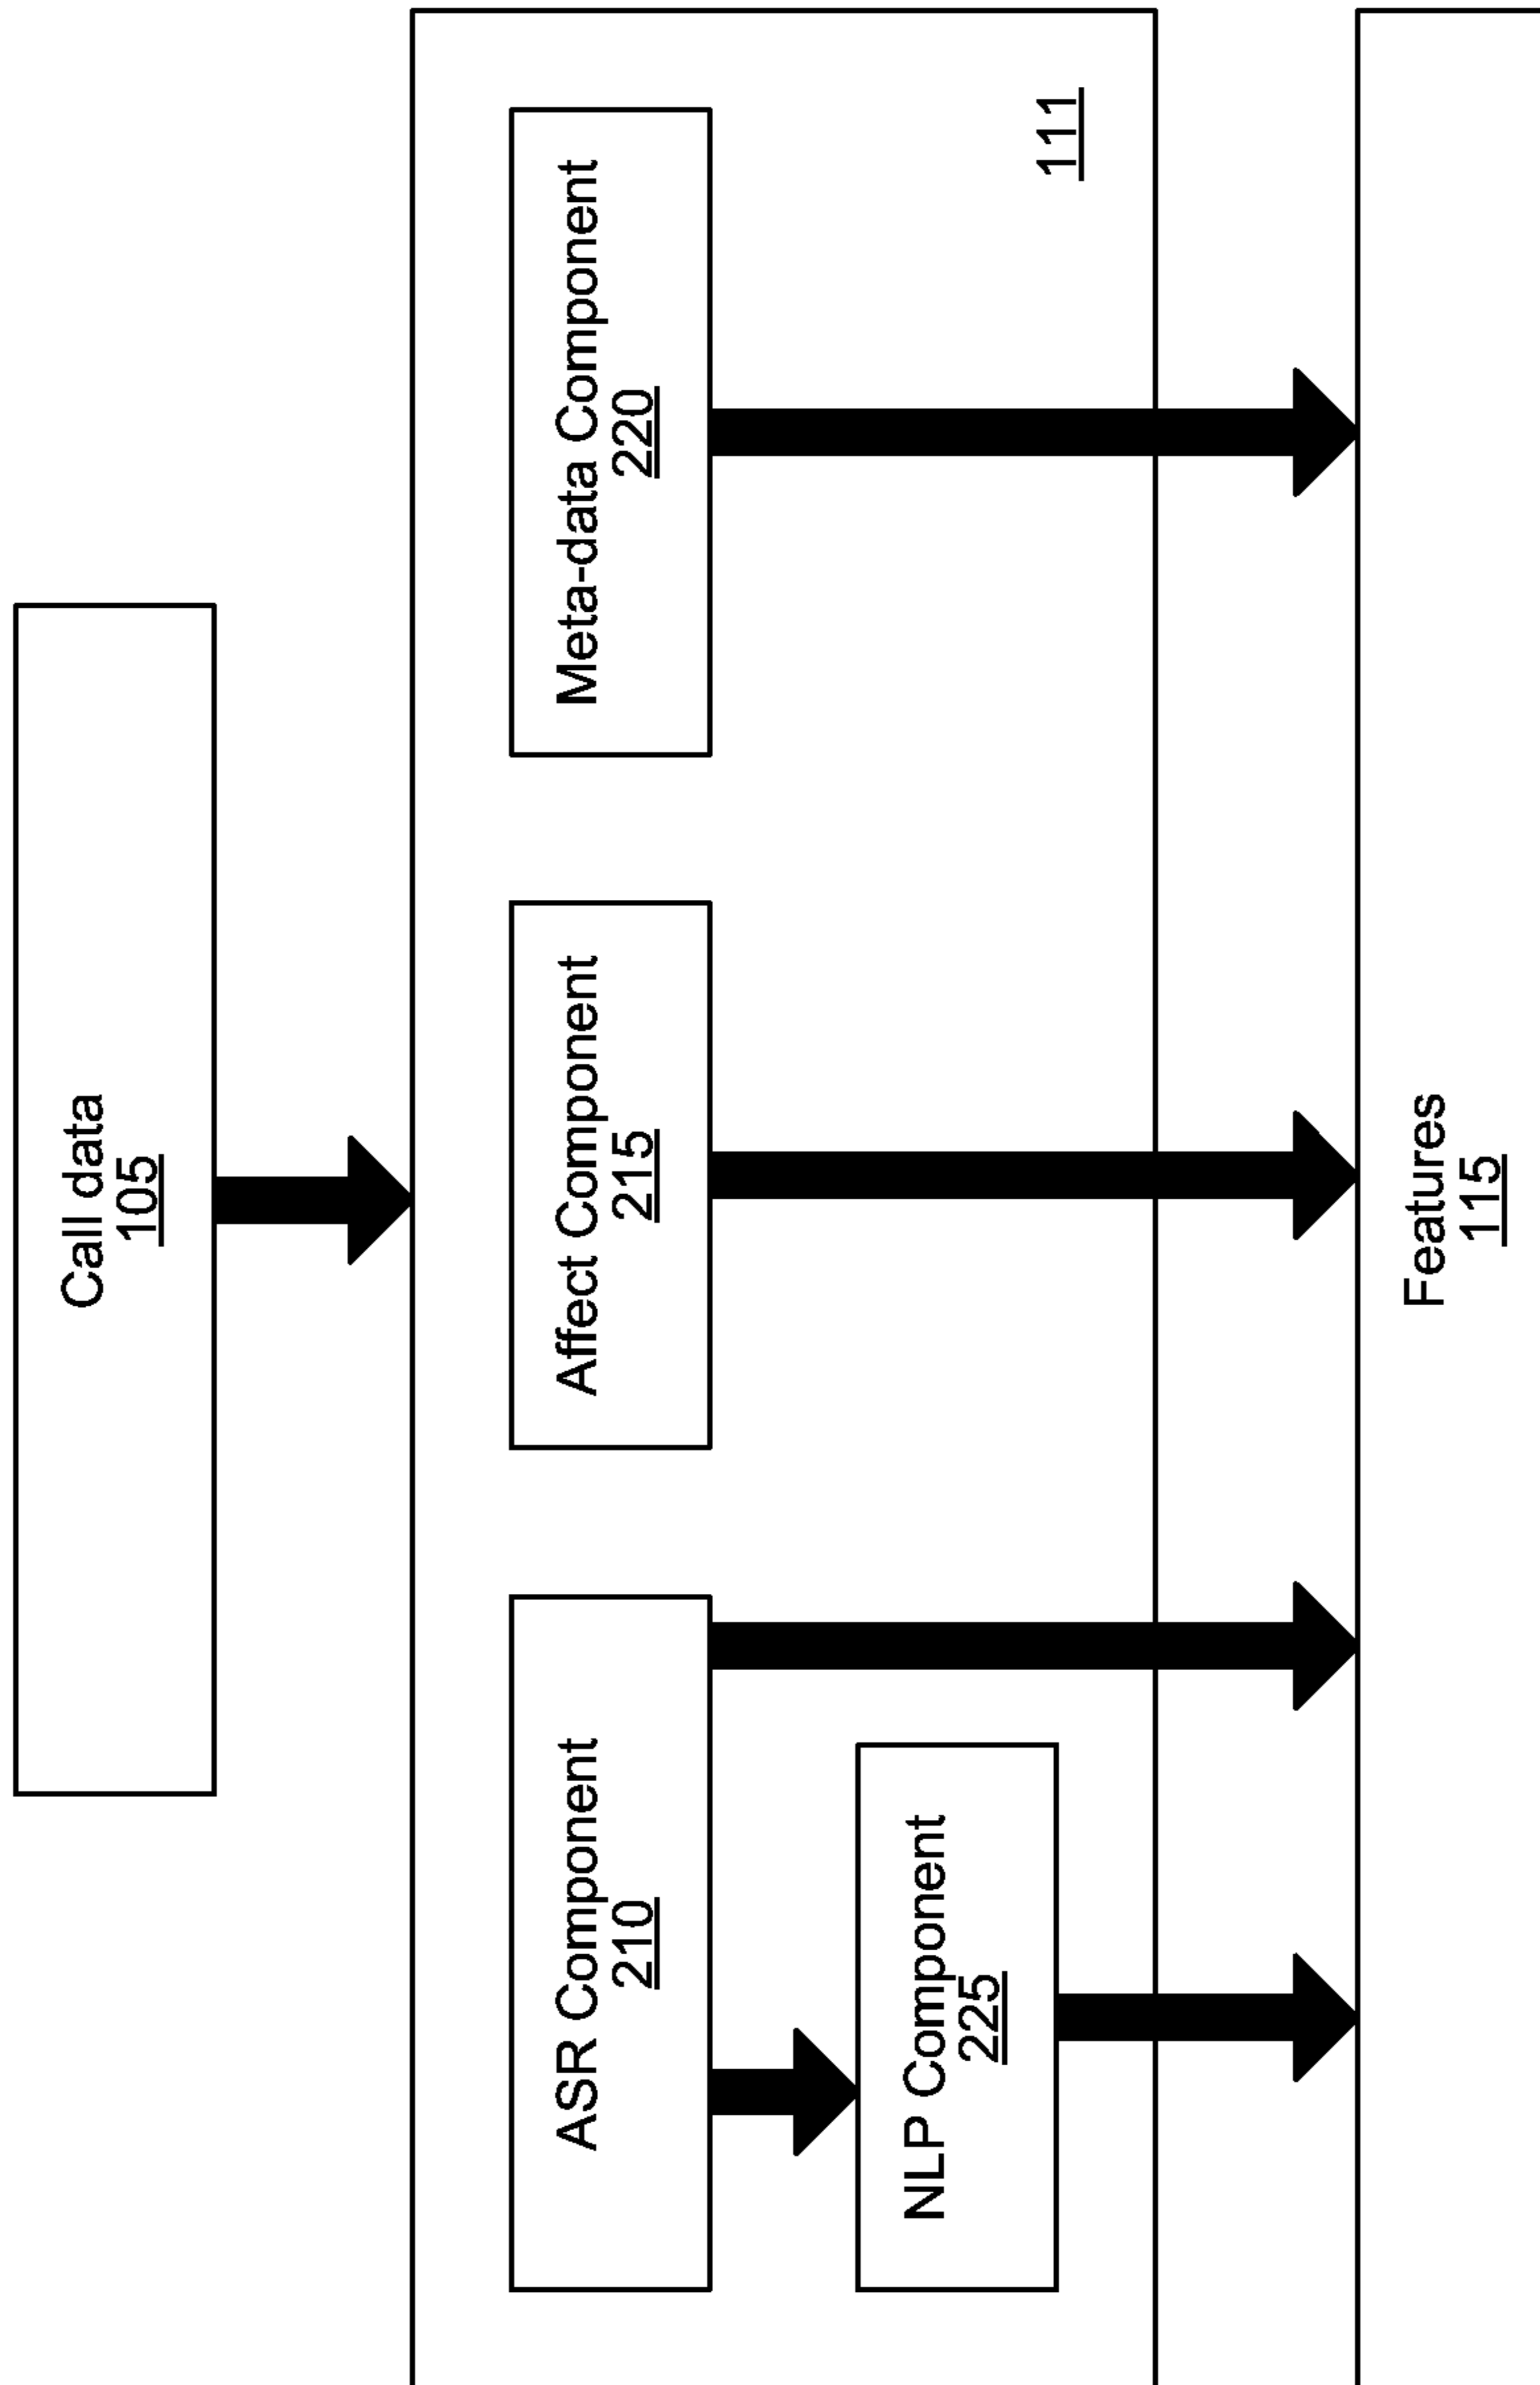 Call data
105
ASR Component
210
Affect Component
215
Meta-data Component
220
NLP Component
225
111
Features
115